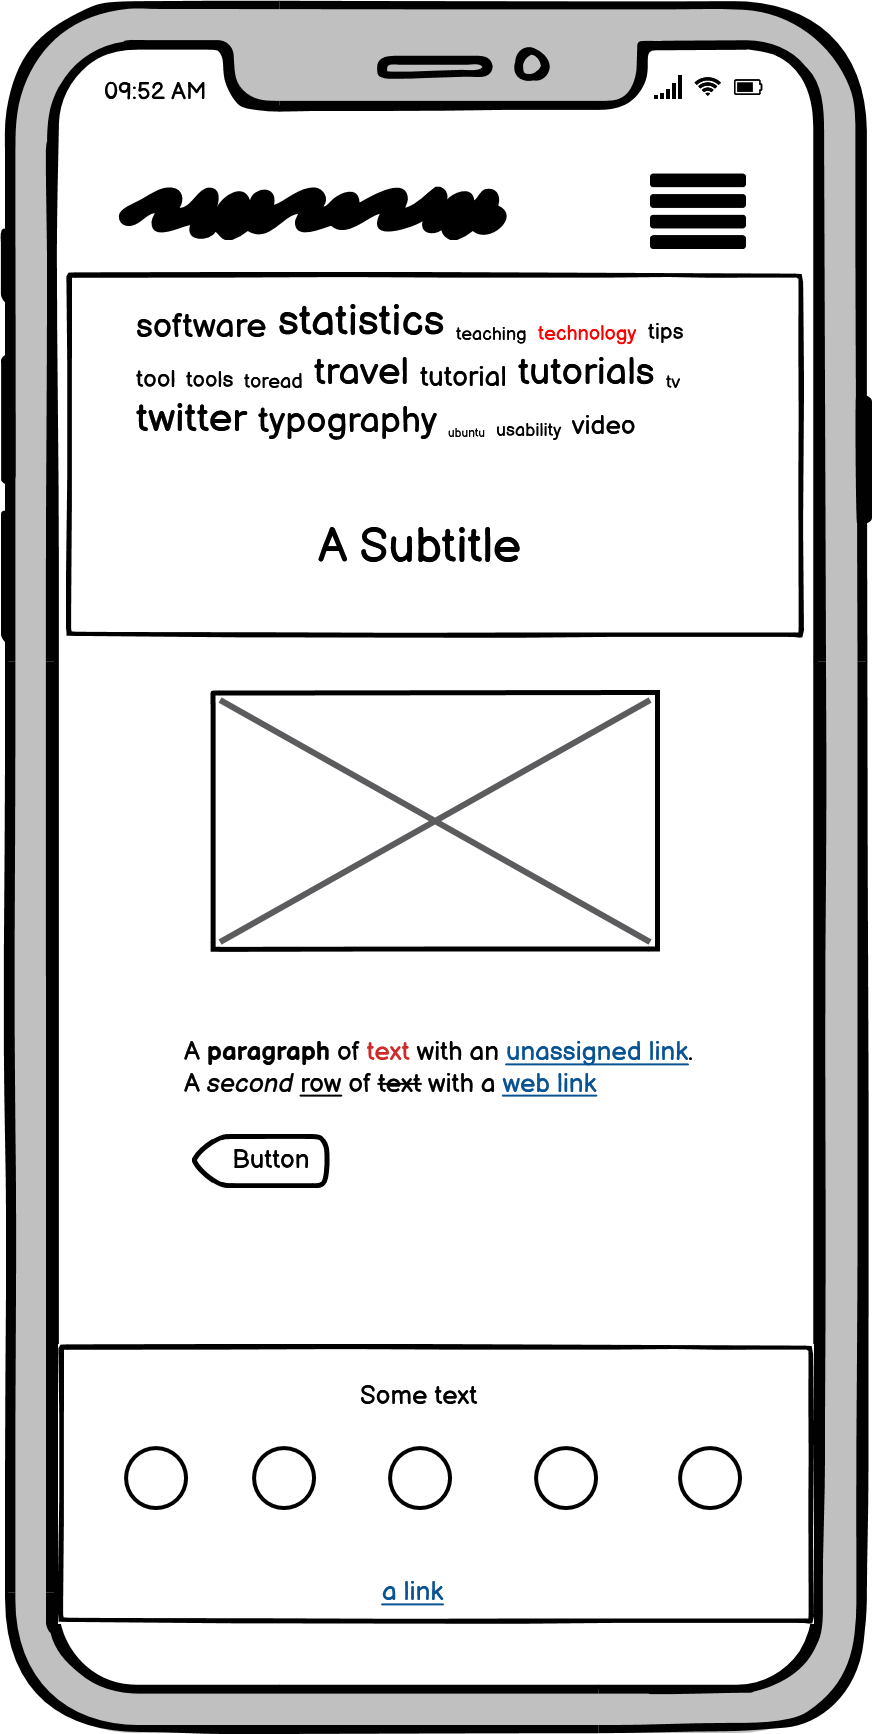 09:52 AM
software statistics teaching technology tips
tool tools toread travel tutorial tutorials tv
twitter typography ubuntu usability video
A Subtitle
A paragraph of text with an unassigned link.
A second row of text with a web link
Button
Some text
a link